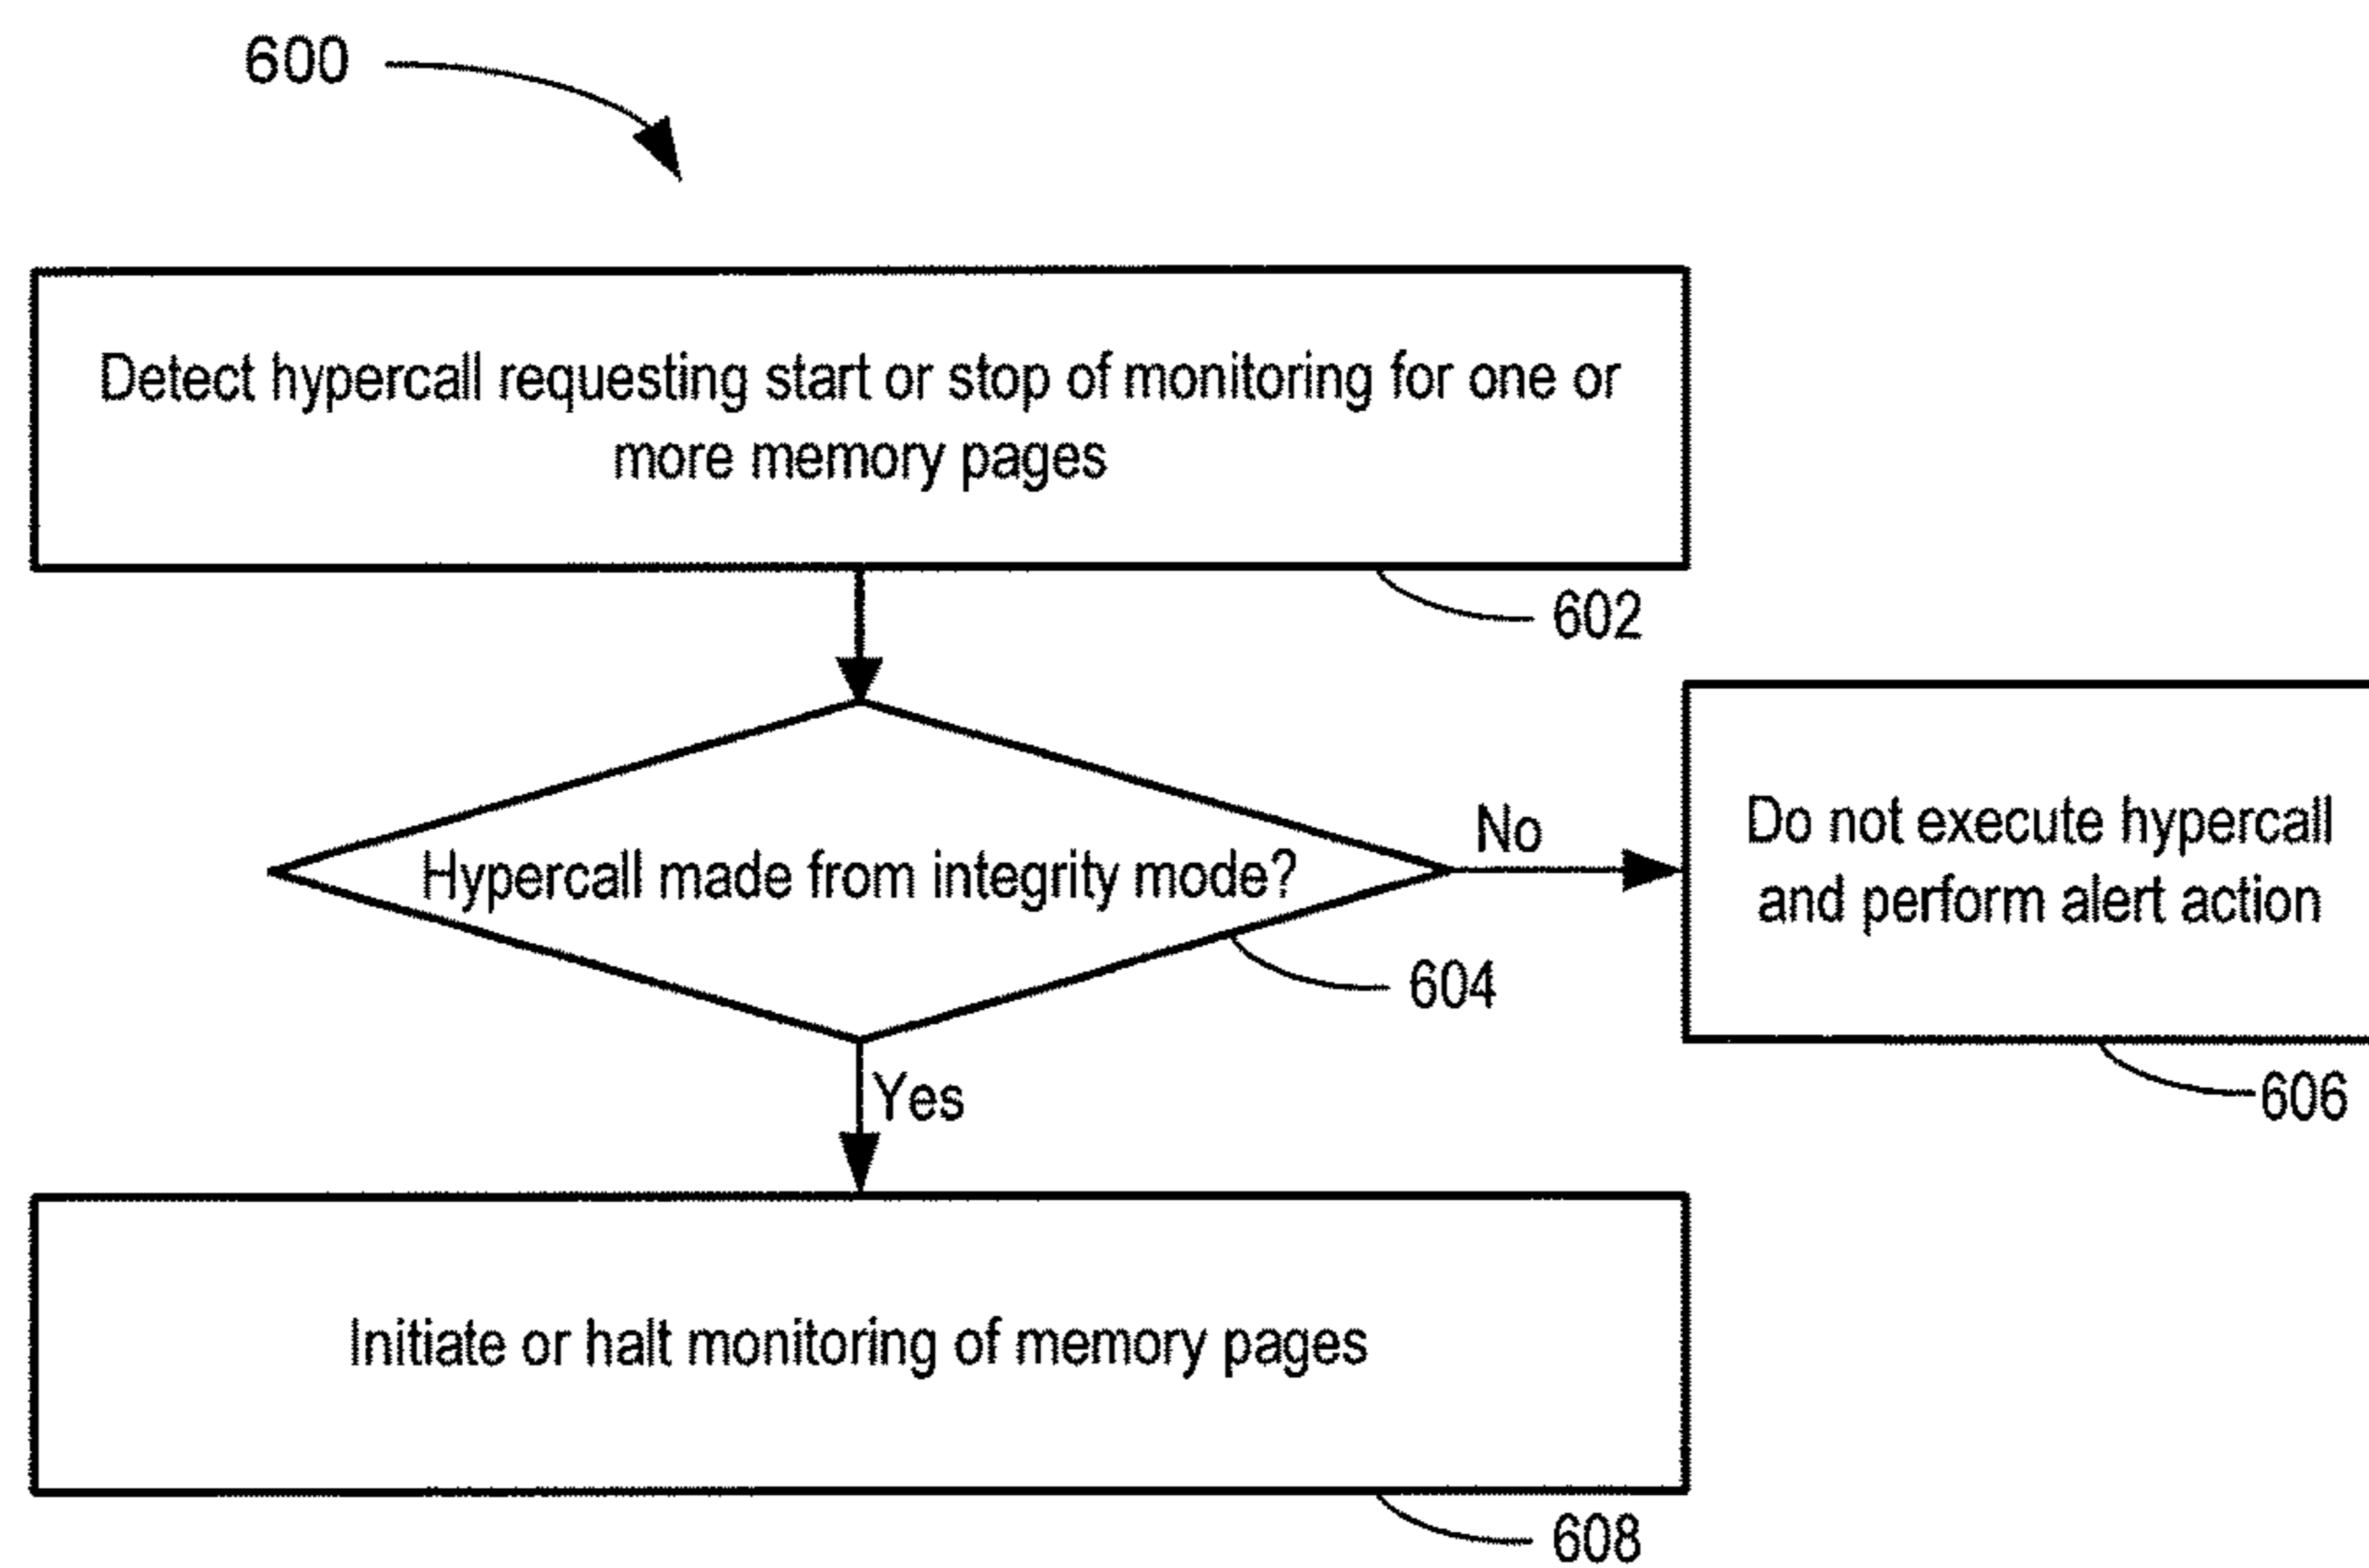 600
Detect hypercall requesting start or stop of monitoring for one or
more memory pages
602
Hypercall made from integrity mode?
No
604
Do not execute hypercall
and perform alert action
606
Yes
Initiate or halt monitoring of memory pages
608